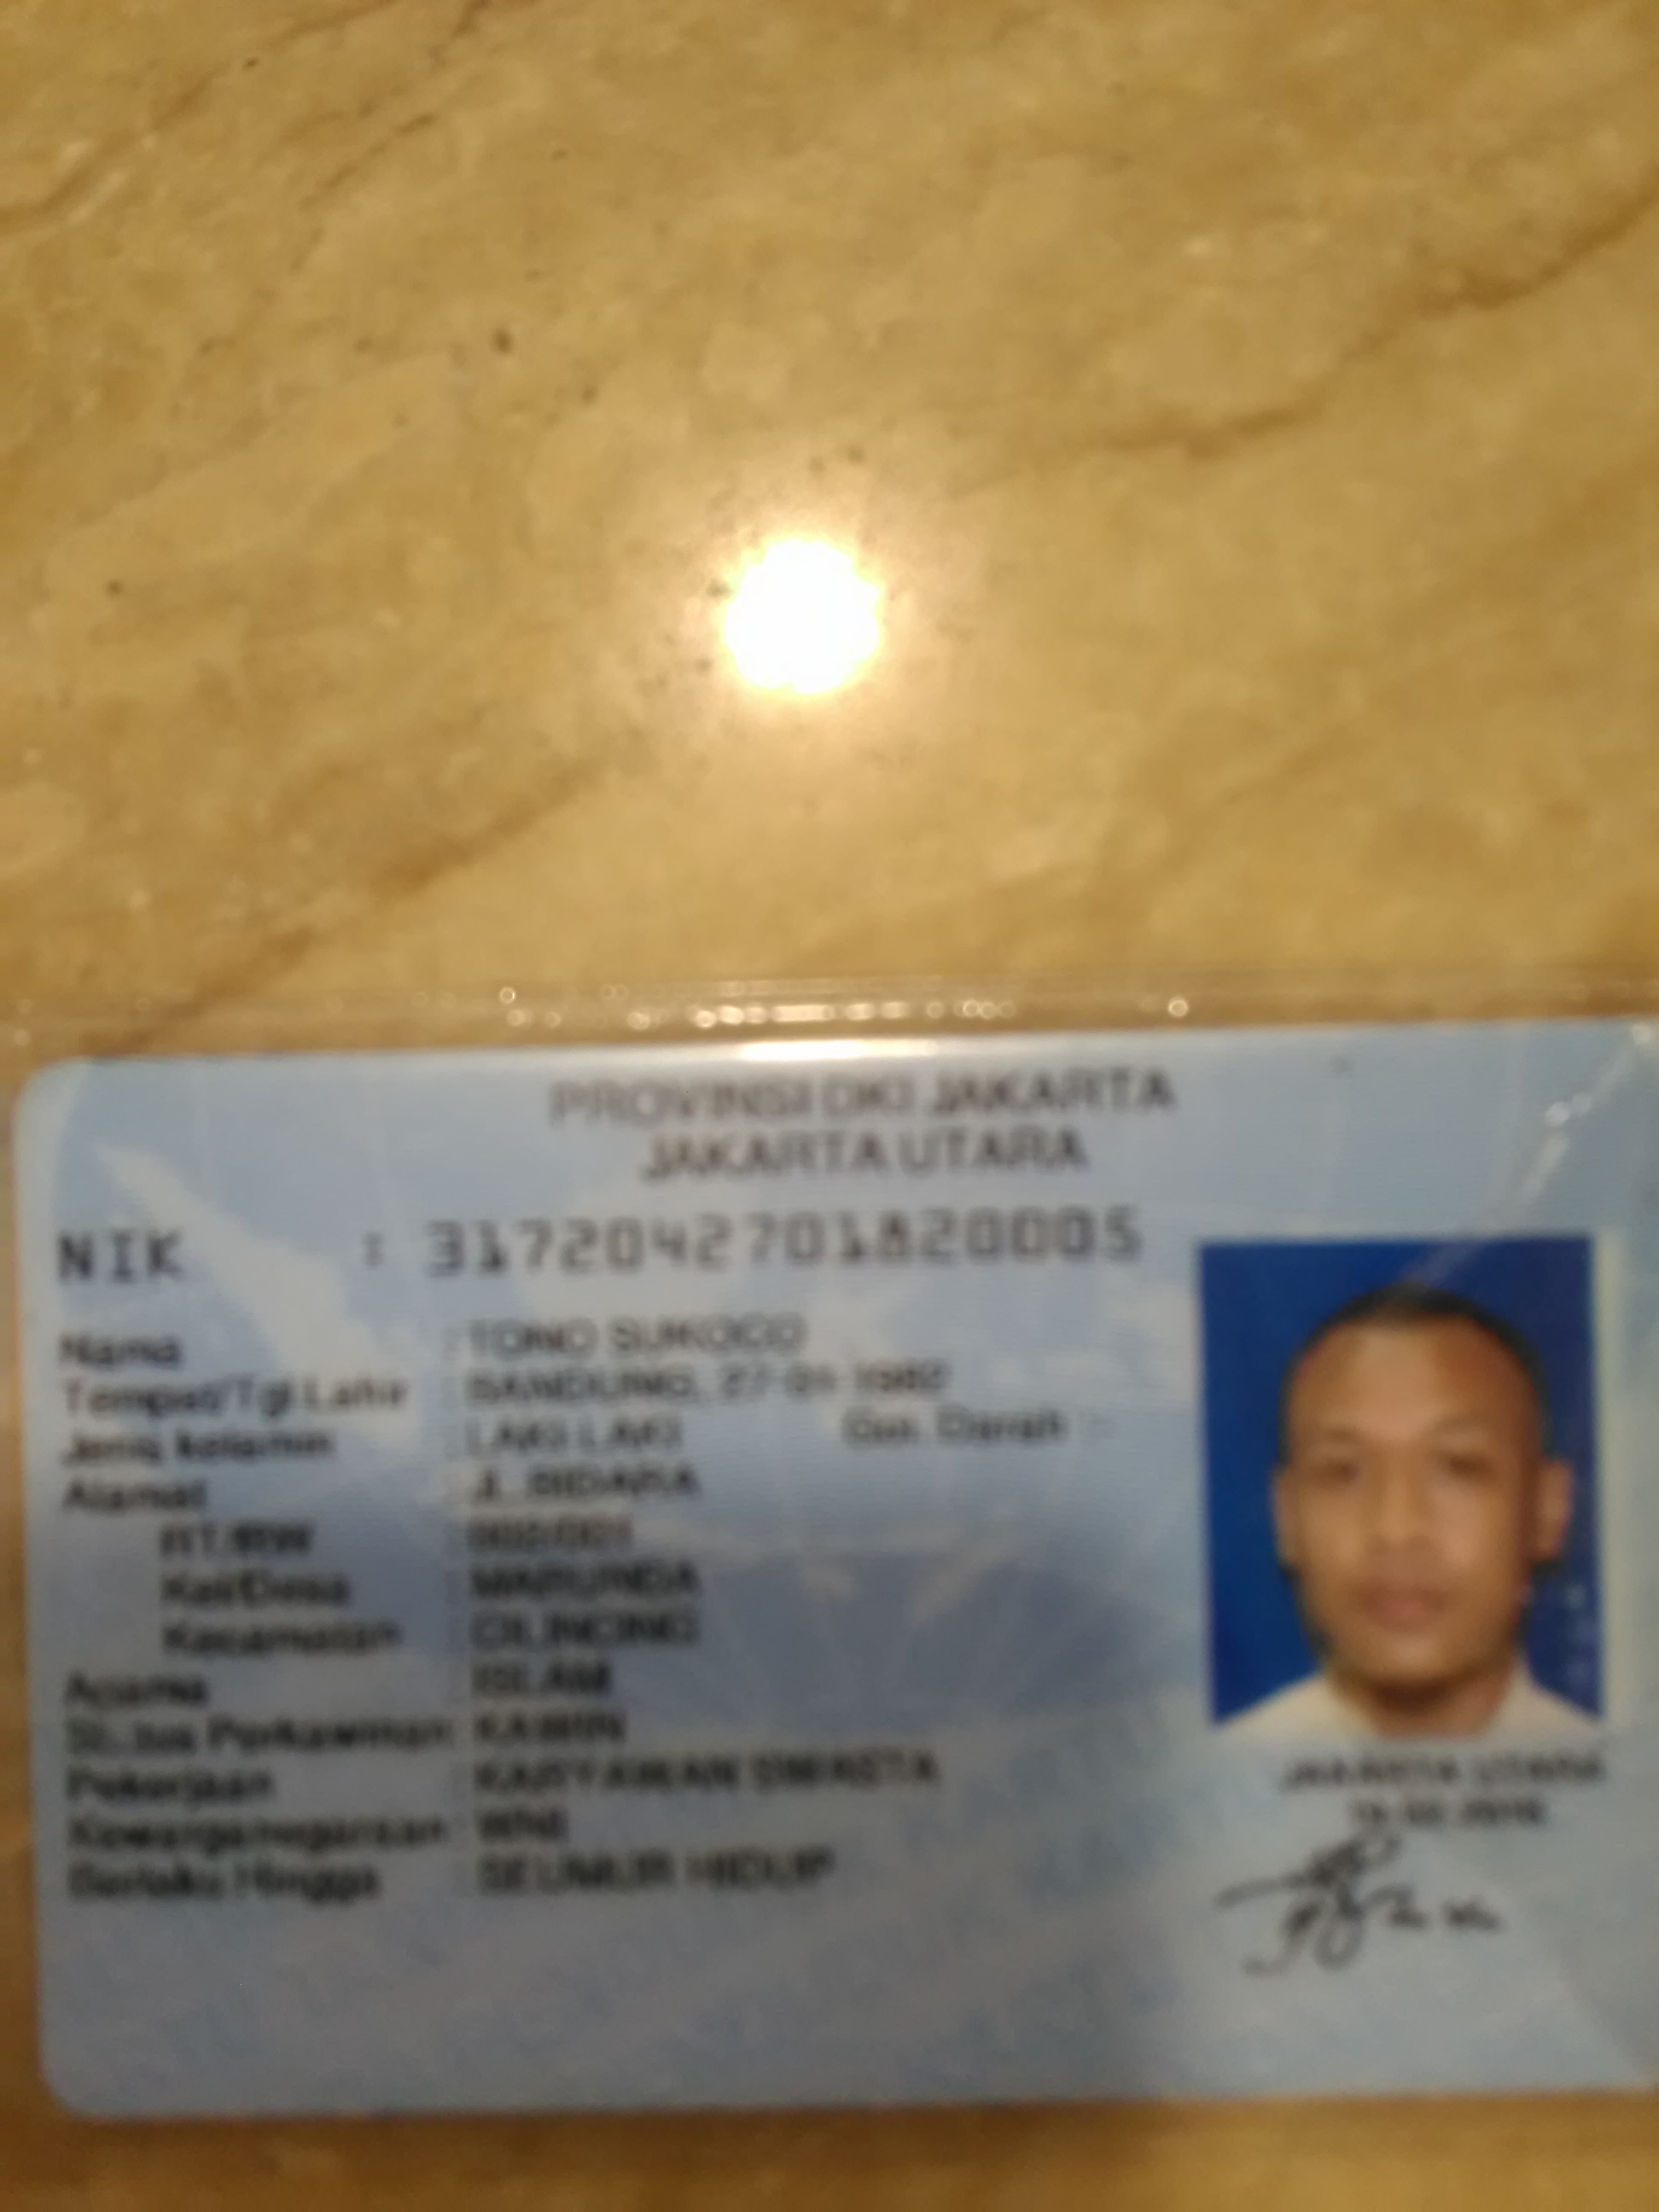 PROVINSI DKI JAKARTA
JAKARTA UTARA
NIK : 3172042701820005
Nama : TONO SUKOCO
Tempat/Tgl Lahir : BANDUNG, 27-01-1982
Jenis kelamin : LAKI-LAKI Gol. Darah : -
Alamat : JL. BIDARA
RT/RW
Kel/Desa : MARUNDA
Kecamatan : CILINCING
Agama : ISLAM
Status Perkawinan : KAWIN
Pekerjaan : KARYAWAN SWASTA
Kewarganegaraan : WNI
Berlaku Hingga : SEUMUR HIDUP
JAKARTA UTARA